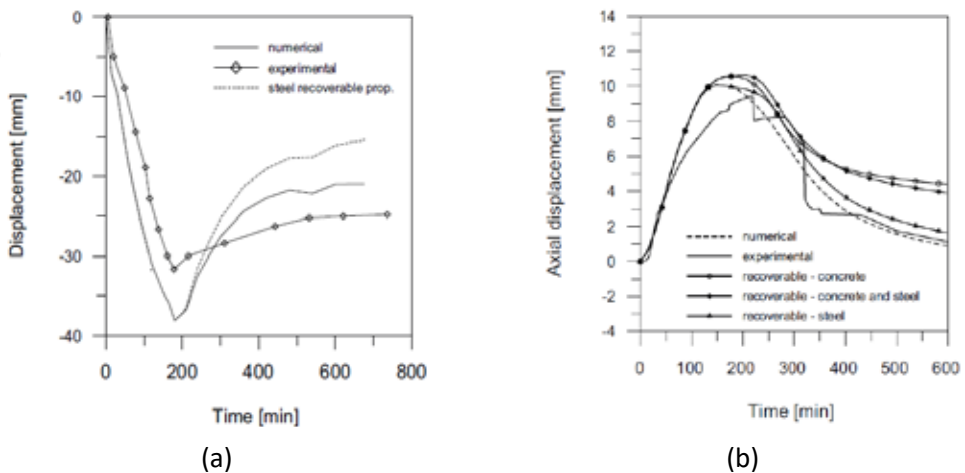 0
-10
-20
-30
-40
Displacement [mm]
numerical
experimental
steel recoverable prop.
0
200
400
600
800
Time [min]
(a)
14
12
10
8
6
4
2
0
-2
-4
Axial displacement [mm]
numerical
experimental
recoverable - concrete
recoverable - concrete and steel
recoverable - steel
0
100
200
300
400
500
600
Time [min]
(b)